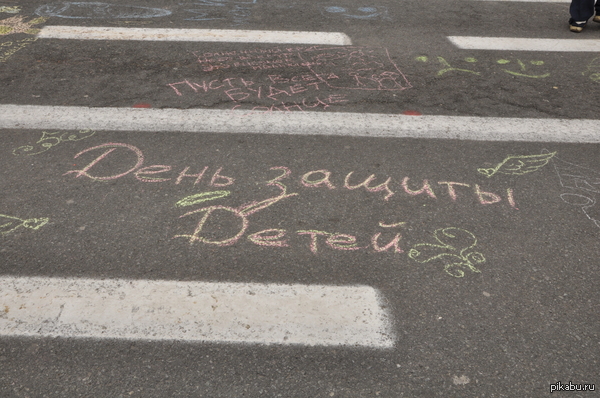 Пусть всегда
будет
солнце
День защиты
Детей
pikabu.ru